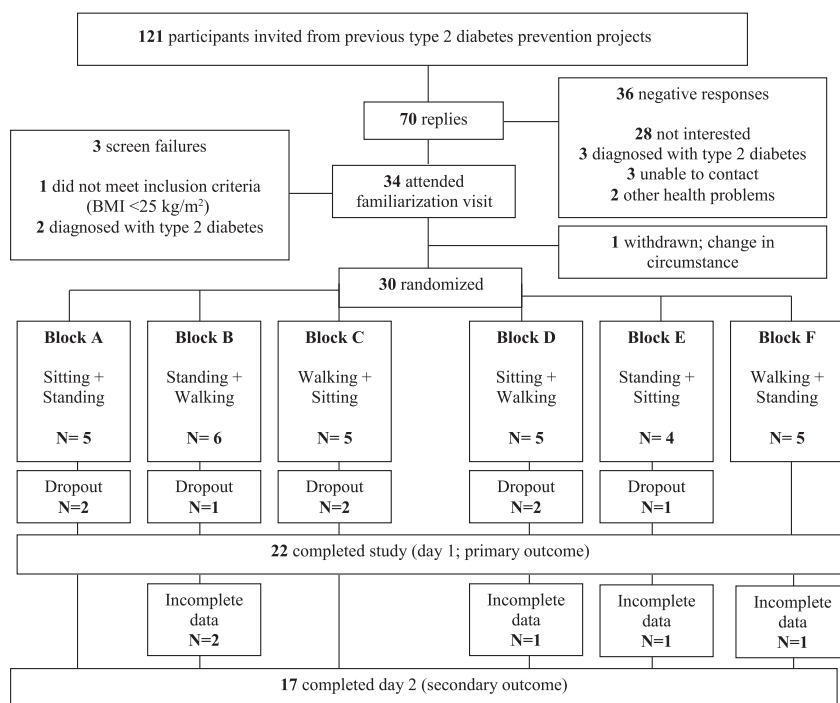 121 participants invited from previous type 2 diabetes prevention projects
70 replies
36 negative responses
28 not interested
3 diagnosed with type 2 diabetes
3 unable to contact
2 other health problems
3 screen failures
1 did not meet inclusion criteria
(BMI <25 kg/m²)
2 diagnosed with type 2 diabetes
34 attended
familiarization visit
1 withdrawn; change in
circumstance
30 randomized
Block A
Sitting +
Standing
N= 5
Block B
Standing +
Walking
N= 6
Block C
Walking +
Sitting
N= 5
Block D
Sitting +
Walking
N= 5
Block E
Standing +
Sitting
N= 4
Block F
Walking +
Standing
N= 5
Dropout
N=2
Dropout
N=1
Dropout
N=2
Dropout
N=2
Dropout
N=1
22 completed study (day 1; primary outcome)
Incomplete
data
N=2
Incomplete
data
N=1
Incomplete
data
N=1
Incomplete
data
N=1
17 completed day 2 (secondary outcome)